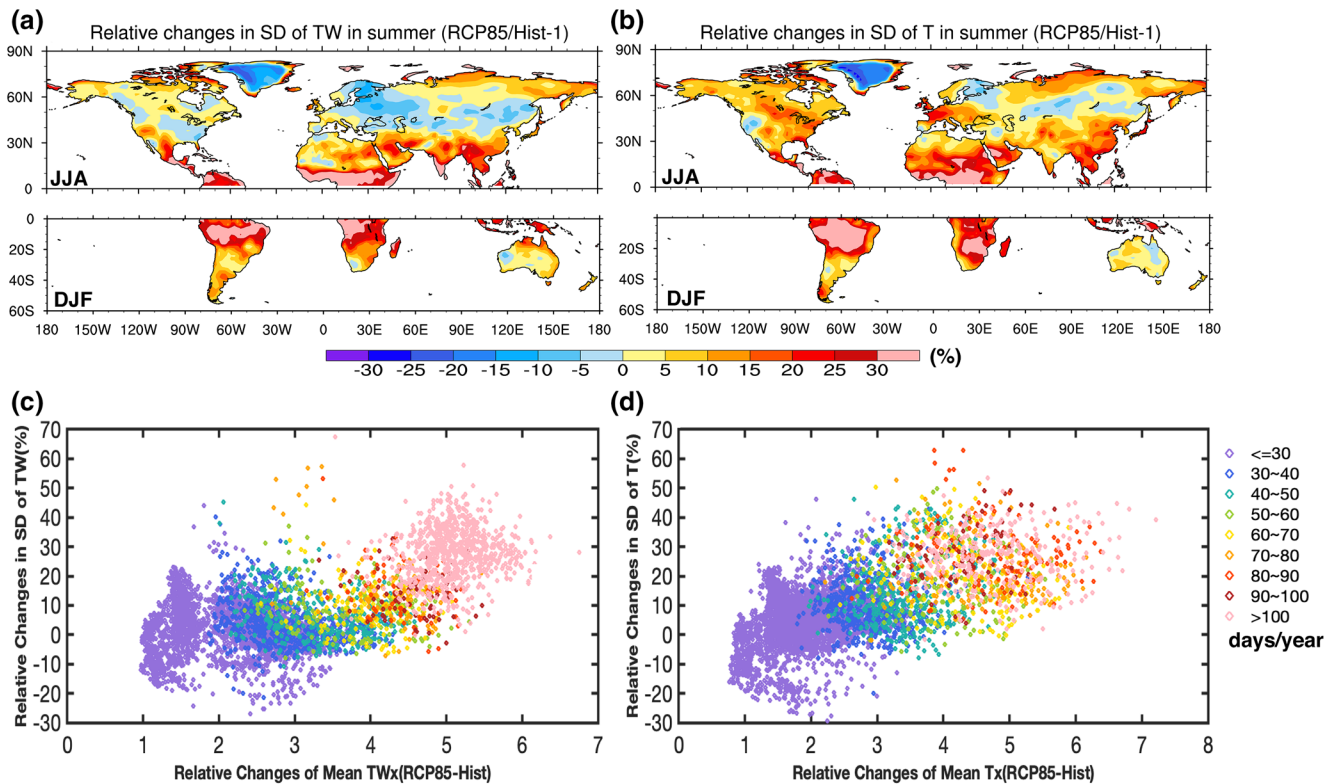 (a)
Relative changes in SD of TW in summer (RCP85/Hist-1)
90N
60N
30N
0
JJA
0
20S
40S
60S
DJF
180 150W 120W 90W 60W 30W 0 30E 60E 90E 120E 150E 180
(b)
Relative changes in SD of T in summer (RCP85/Hist-1)
90N
60N
30N
0
JJA
0
20S
40S
60S
DJF
180 150W 120W 90W 60W 30W 0 30E 60E 90E 120E 150E 180
-30 -25 -20 -15 -10 -5 0 5 10 15 20 25 30 (%)
(c)
Relative Changes in SD of TW(%)
70
60
50
40
30
20
10
0
-10
-20
-30
0 1 2 3 4 5 6 7
Relative Changes of Mean TWx(RCP85-Hist)
(d)
Relative Changes in SD of T(%)
70
60
50
40
30
20
10
0
-10
-20
-30
0 1 2 3 4 5 6 7 8
Relative Changes of Mean Tx(RCP85-Hist)
<=30
30~40
40~50
50~60
60~70
70~80
80~90
90~100
>100
days/year